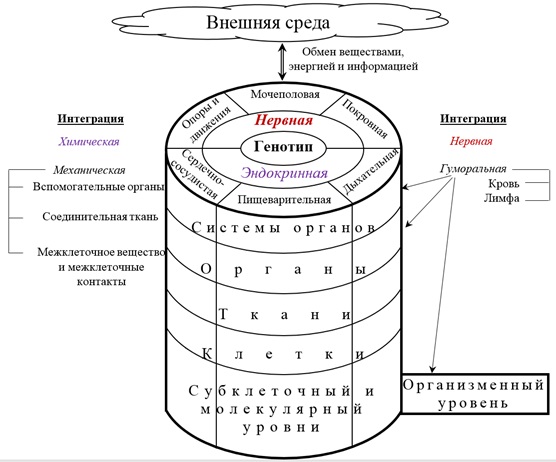 Внешняя среда
Обмен веществами,
энергией и информацией
Интеграция
Химическая
Механическая
Вспомогательные органы
Соединительная ткань
Межклеточное вещество
и межклеточные
контакты
Мочеполовая
Опоры и
движения
Покровная
Нервная
Генотип
Эндокринная
Сердечно-
сосудистая
Дыхательная
Пищеварительная
Системы органов
Органы
Ткани
Клетки
Субклеточный и
молекулярный
уровни
Интеграция
Нервная
Гуморальная
Кровь
Лимфа
Организменный
уровень